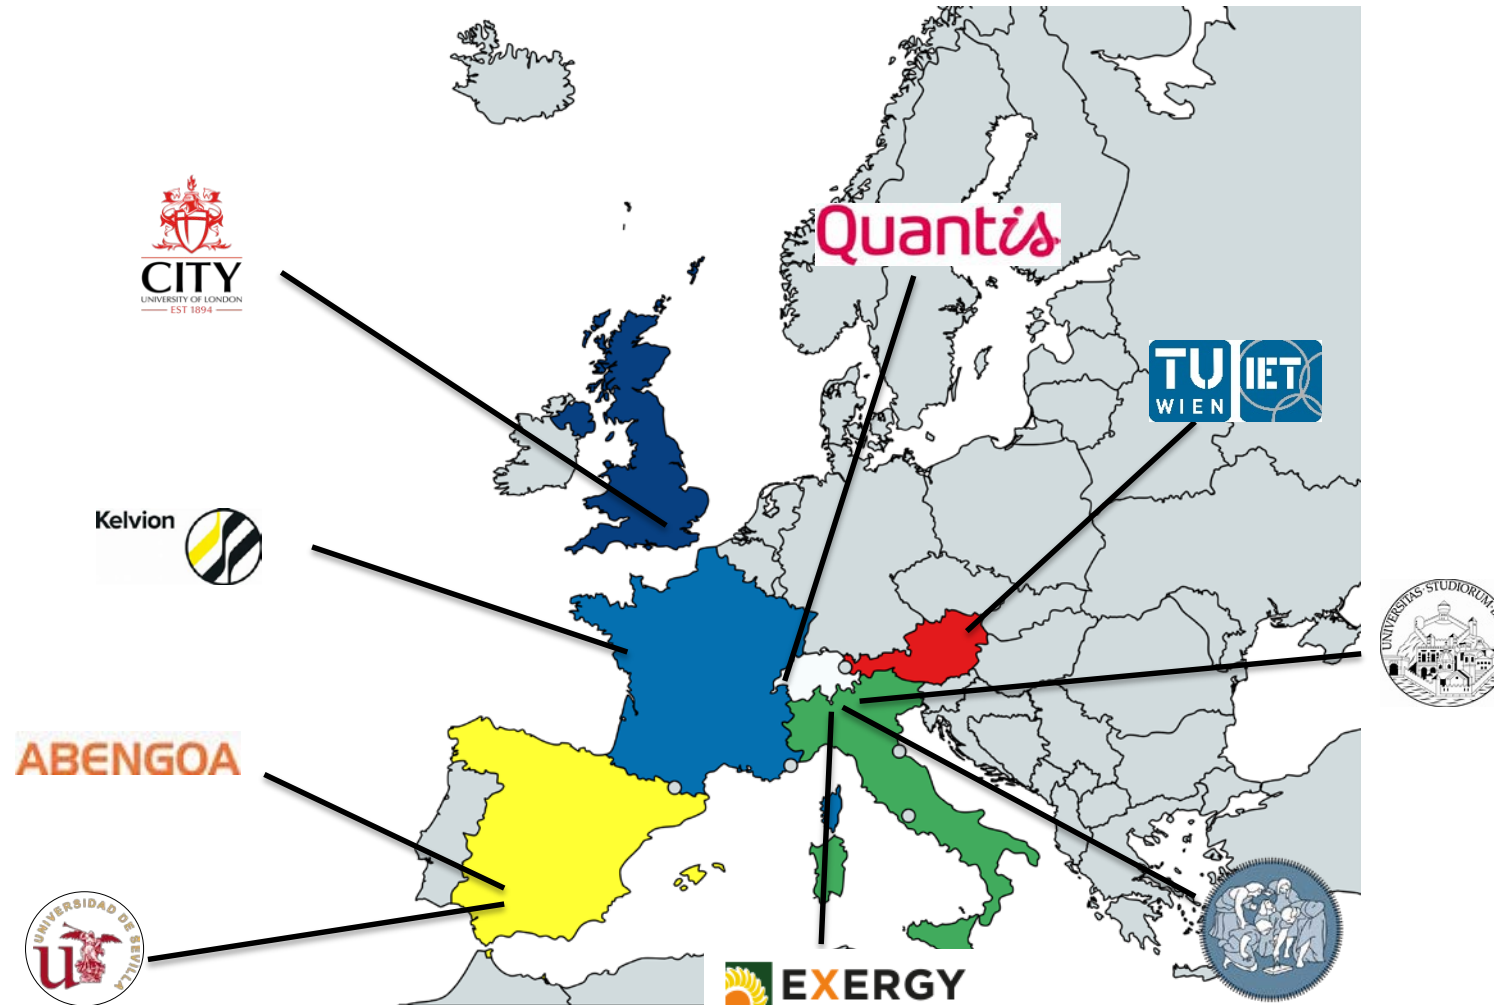 Quantis
CITY
UNIVERSITY OF LONDON
EST 1894
TU
WIEN
IET
Kelvion
UNIVERSITAS·STUDIORUM
ABENGOA
UNIVERSIDAD DE SEVILLA
U
EXERGY